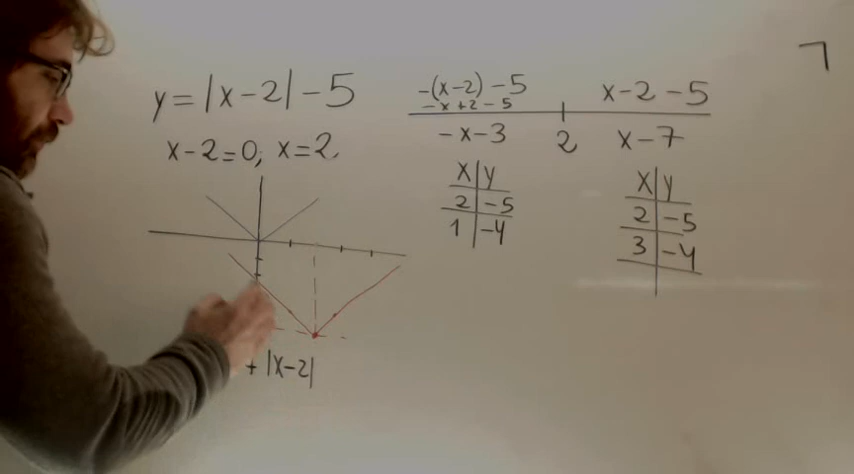 y=|x-2|-5
x-2=0, x=2.
-(x-2)-5
-x+2-5
-x-3
2
x-2-5
x-7
x|y
2|-5
1|-4
x|y
2|-5
3|-4
+|x-2|